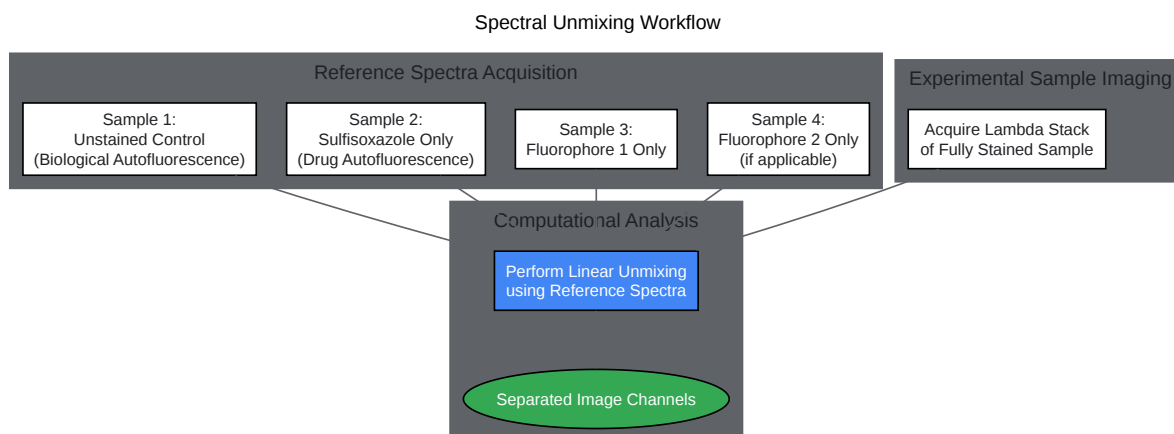 Spectral Unmixing Workflow
Reference Spectra Acquisition
Experimental Sample Imaging
Sample 1:
Unstained Control
(Biological Autofluorescence)
Sample 2:
Sulfisoxazole Only
(Drug Autofluorescence)
Sample 3:
Fluorophore 1 Only
Sample 4:
Fluorophore 2 Only
(if applicable)
Acquire Lambda Stack
of Fully Stained Sample
Computational Analysis
Perform Linear Unmixing
using Reference Spectra
Separated Image Channels